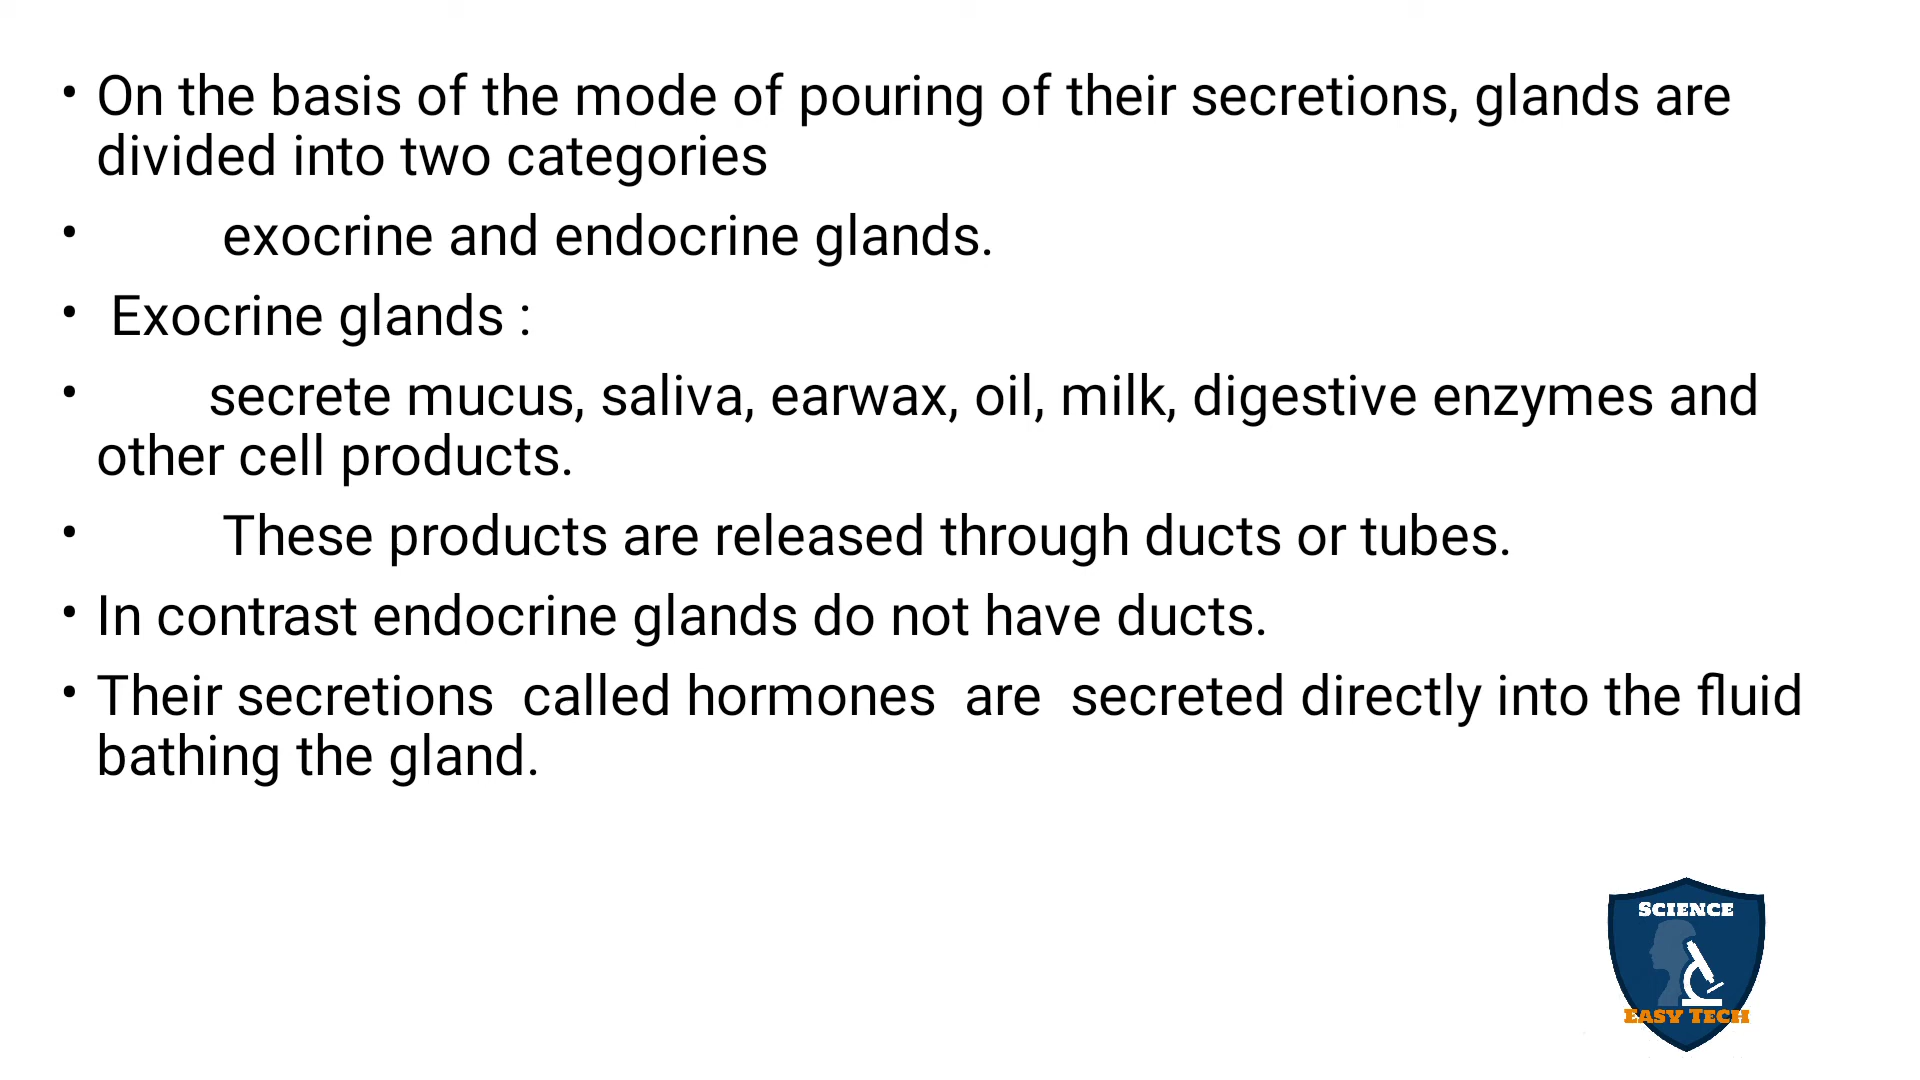 • On the basis of the mode of pouring of their secretions, glands are
divided into two categories
• exocrine and endocrine glands.
• Exocrine glands :
• secrete mucus, saliva, earwax, oil, milk, digestive enzymes and
other cell products.
• These products are released through ducts or tubes.
• In contrast endocrine glands do not have ducts.
• Their secretions called hormones are secreted directly into the fluid
bathing the gland.
SCIENCE
EASY TECH